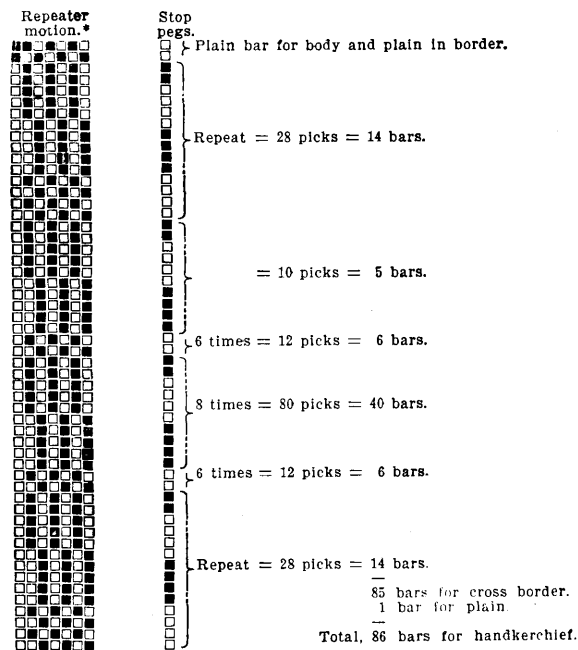 Repeater motion.*
Stop pegs.
Plain bar for body and plain in border.
Repeat = 28 picks = 14 bars.
= 10 picks = 5 bars.
6 times = 12 picks = 6 bars.
8 times = 80 picks = 40 bars.
6 times = 12 picks = 6 bars.
Repeat = 28 picks = 14 bars.
85 bars for cross border.
1 bar for plain.
Total, 86 bars for handkerchief.